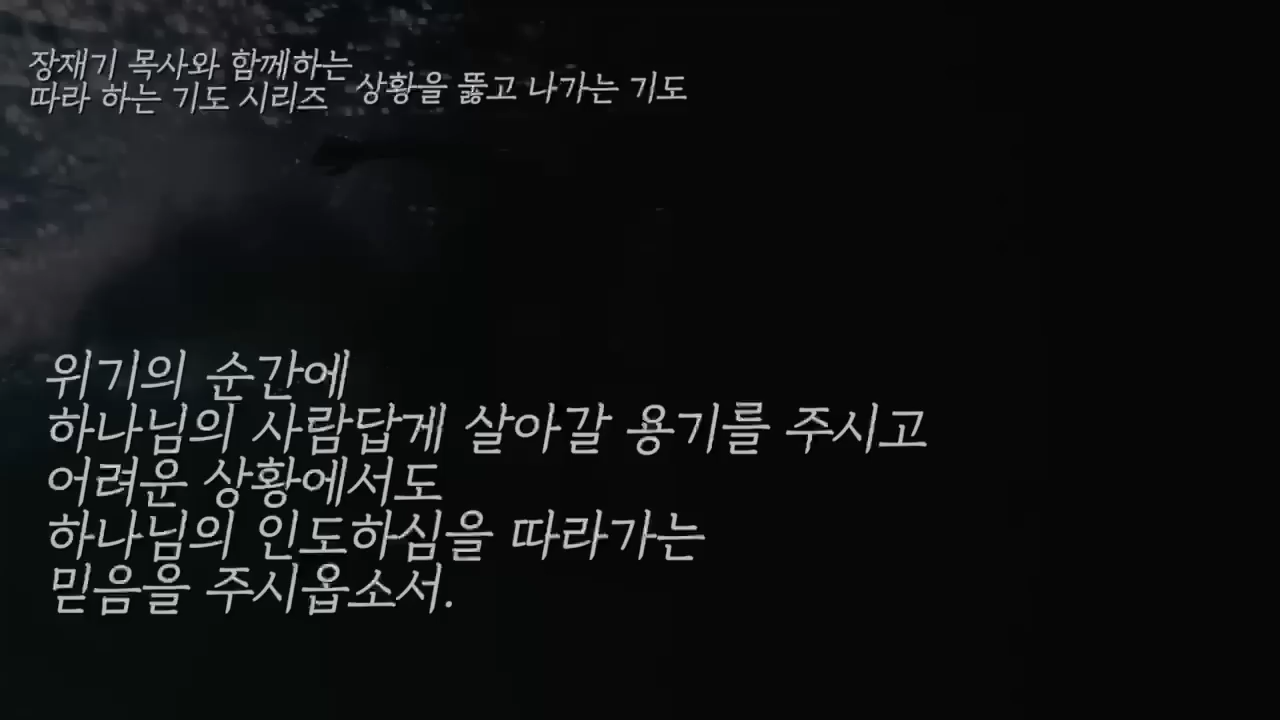 장재기 목사와 함께하는
따라 하는 기도 시리즈
상황을 뚫고 나가는 기도
위기의 순간에
하나님의 사람답게 살아갈 용기를 주시고
어려운 상황에서도
하나님의 인도하심을 따라가는
믿음을 주시옵소서.